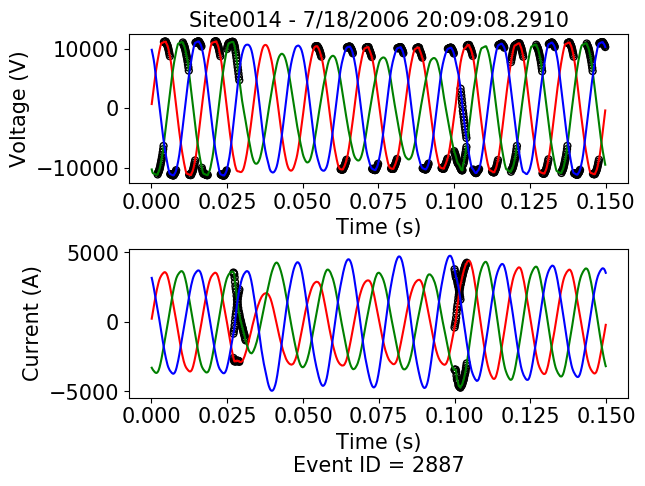 Site0014 - 7/18/2006 20:09:08.2910
Voltage (V)
10000
0
−10000
0.000 0.025 0.050 0.075 0.100 0.125 0.150
Time (s)
Current (A)
5000
0
−5000
0.000 0.025 0.050 0.075 0.100 0.125 0.150
Time (s)
Event ID = 2887